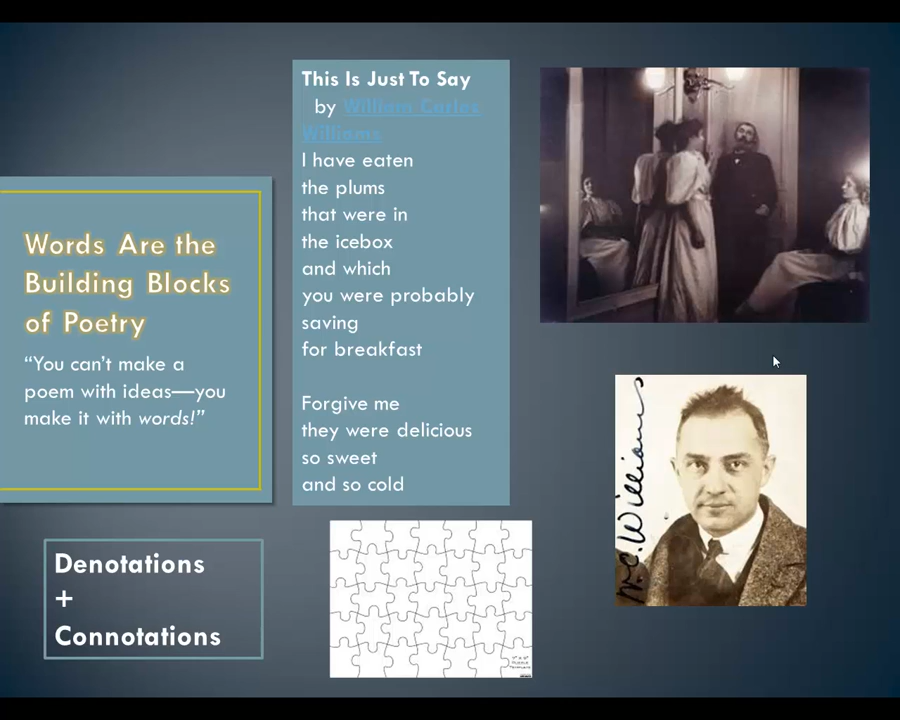 Words Are the
Building Blocks
of Poetry
“You can’t make a
poem with ideas—you
make it with words!”
Denotations
+
Connotations
This Is Just To Say
by William Carlos
Williams
I have eaten
the plums
that were in
the icebox
and which
you were probably
saving
for breakfast
Forgive me
they were delicious
so sweet
and so cold
W.C. Williams